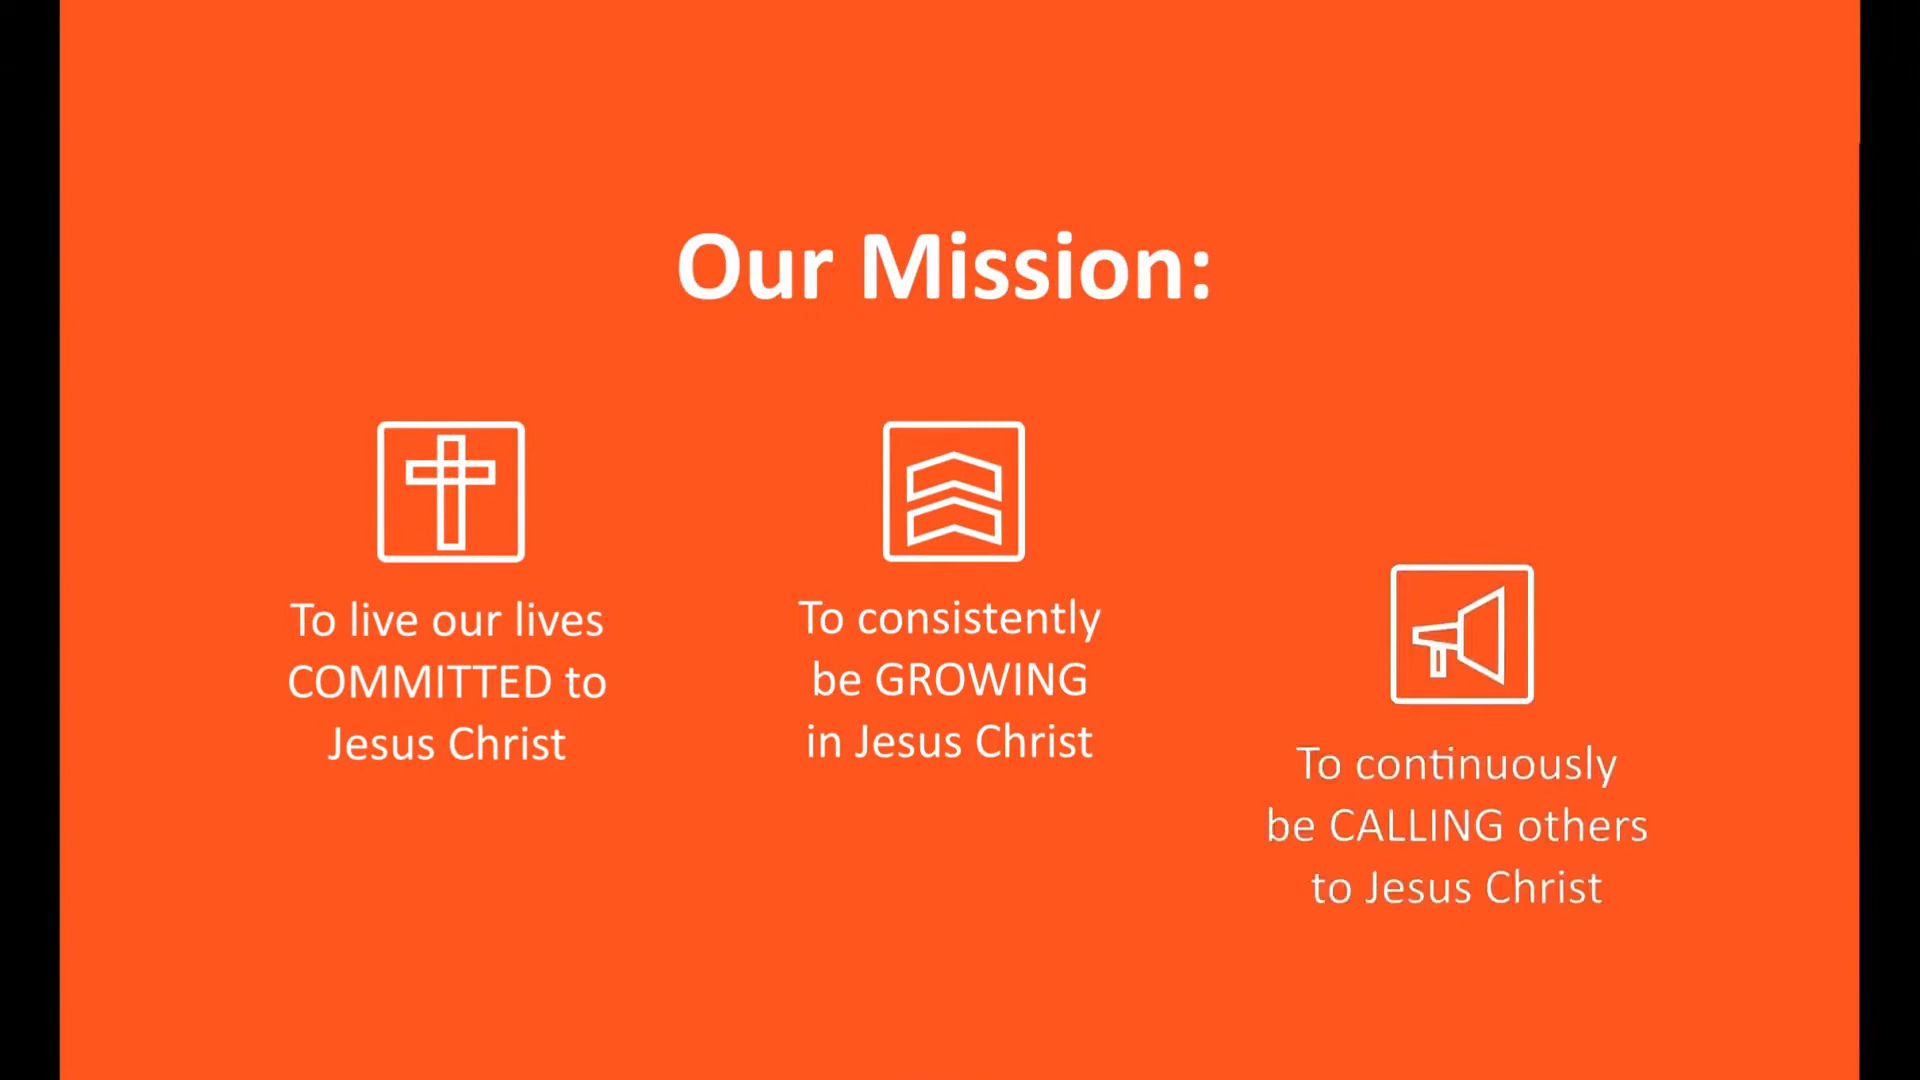 Our Mission:
To live our lives
COMMITTED to
Jesus Christ
To consistently
be GROWING
in Jesus Christ
To continuously
be CALLING others
to Jesus Christ